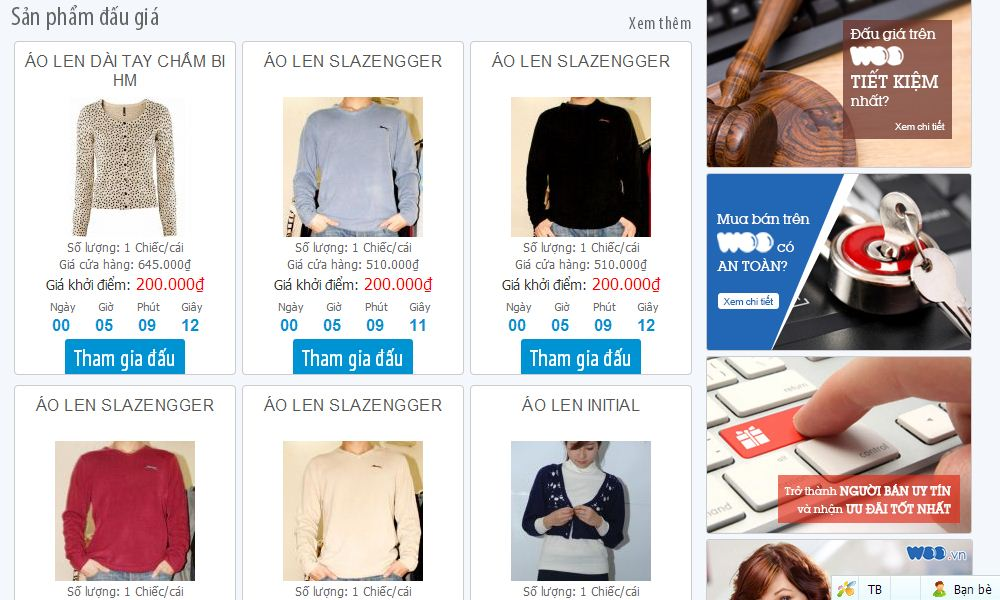 Sản phẩm đấu giá
Xem thêm
ÁO LEN DÀI TAY CHẤM BI
HM
Số lượng: 1 Chiếc/cái
Giá cửa hàng: 645.000₫
Giá khởi điểm: 200.000₫
Ngày Giờ Phút Giây
00 05 09 12
Tham gia đấu
ÁO LEN SLAZENGGER
Số lượng: 1 Chiếc/cái
Giá cửa hàng: 510.000₫
Giá khởi điểm: 200.000₫
Ngày Giờ Phút Giây
00 05 09 11
Tham gia đấu
ÁO LEN SLAZENGGER
Số lượng: 1 Chiếc/cái
Giá cửa hàng: 510.000₫
Giá khởi điểm: 200.000₫
Ngày Giờ Phút Giây
00 05 09 12
Tham gia đấu
ÁO LEN SLAZENGGER
Số lượng: 1 Chiếc/cái
ÁO LEN SLAZENGGER
Số lượng: 1 Chiếc/cái
ÁO LEN INITIAL
Số lượng: 1 Chiếc/cái
Đấu giá trên
WOO
TIẾT KIỆM
nhất?
Xem chi tiết
Mua bán trên
WOO có
AN TOÀN?
Xem chi tiết
return
control
Trở thành NGƯỜI BÁN UY TÍN
và nhận ƯU ĐÃI TỐT NHẤT
WOO.vn
TB
Bạn bè